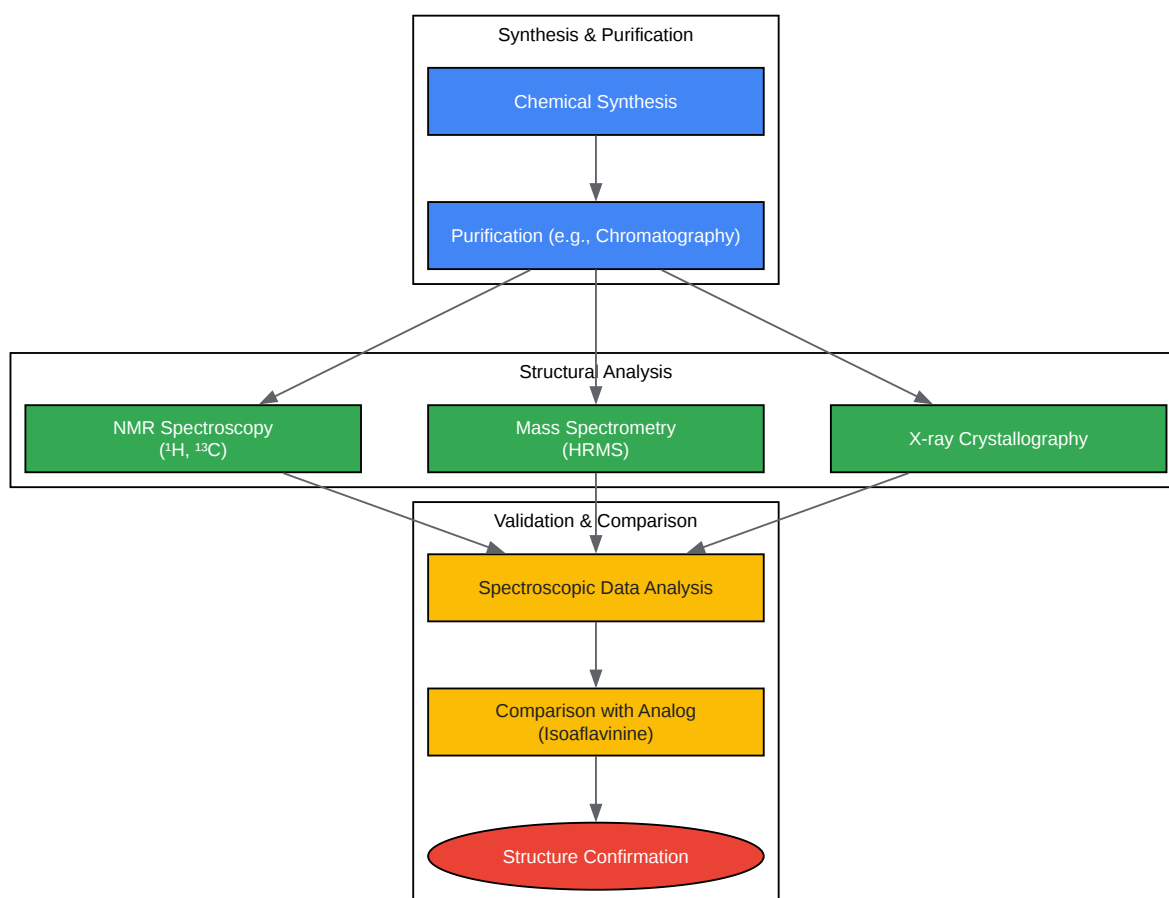 Synthesis & Purification
Chemical Synthesis
Purification (e.g., Chromatography)
Structural Analysis
NMR Spectroscopy
(¹H, ¹³C)
Mass Spectrometry
(HRMS)
X-ray Crystallography
Validation & Comparison
Spectroscopic Data Analysis
Comparison with Analog
(Isoaflavinine)
Structure Confirmation